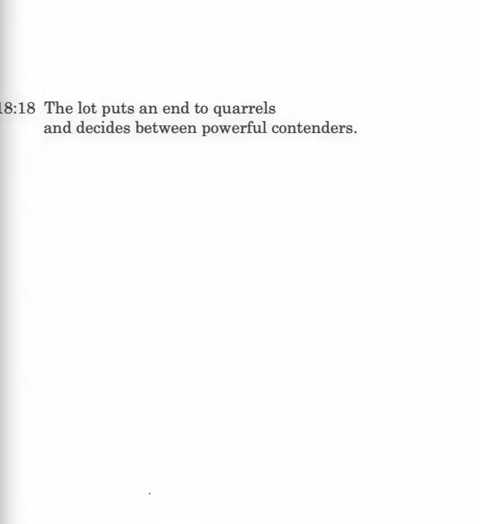 18:18 The lot puts an end to quarrels
and decides between powerful contenders.